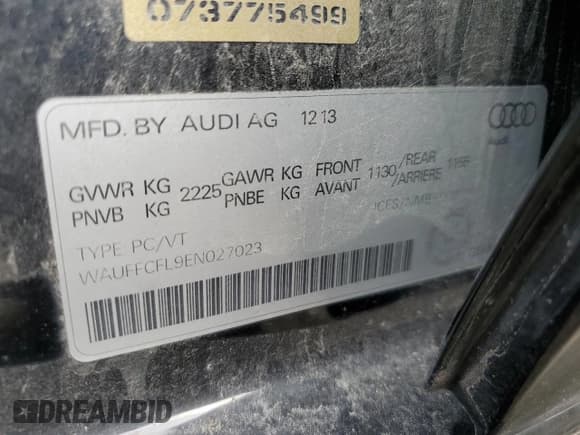 073775499
MFD. BY AUDI AG 12 13
Audi
GVWR KG 2225 GAWR KG FRONT 1130 /REAR
PNVB KG PNBE KG AVANT /ARRIERE
TYPE PC/VT
WAUFFCFL9EN027023
DREAMBID